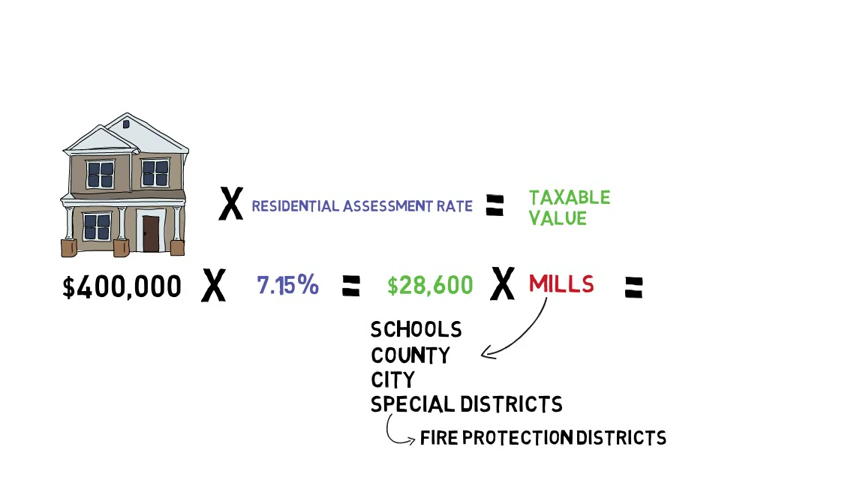 X RESIDENTIAL ASSESSMENT RATE = TAXABLE
VALUE
$400,000 X 7.15% = $28,600 X MILLS =
SCHOOLS
COUNTY
CITY
SPECIAL DISTRICTS
FIRE PROTECTION DISTRICTS